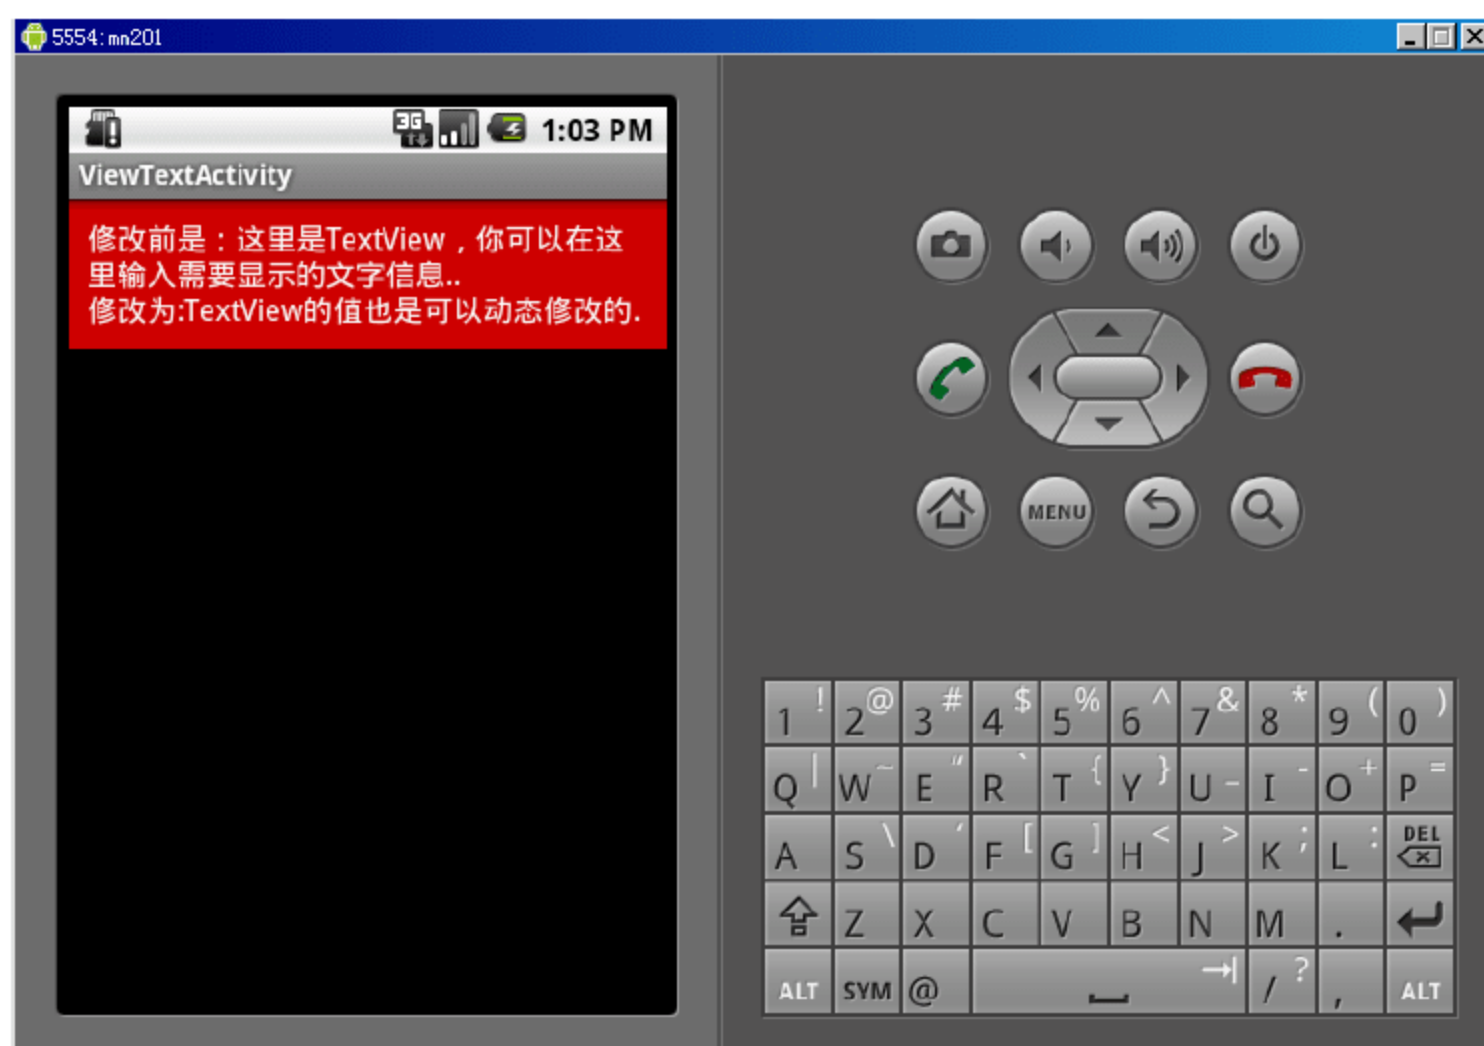 5554:mn201
3G 1:03 PM
ViewTextActivity
修改前是：这里是TextView，你可以在这
里输入需要显示的文字信息..
修改为:TextView的值也是可以动态修改的.
MENU
1 ! 2 @ 3 # 4 $ 5 % 6 ^ 7 & 8 * 9 ( 0 )
Q | W ~ E " R ` T { Y } U _ I - O + P =
A S \ D ' F [ G ] H < J > K ; L : DEL
Z X C V B N M .
ALT SYM @ / ? , ALT